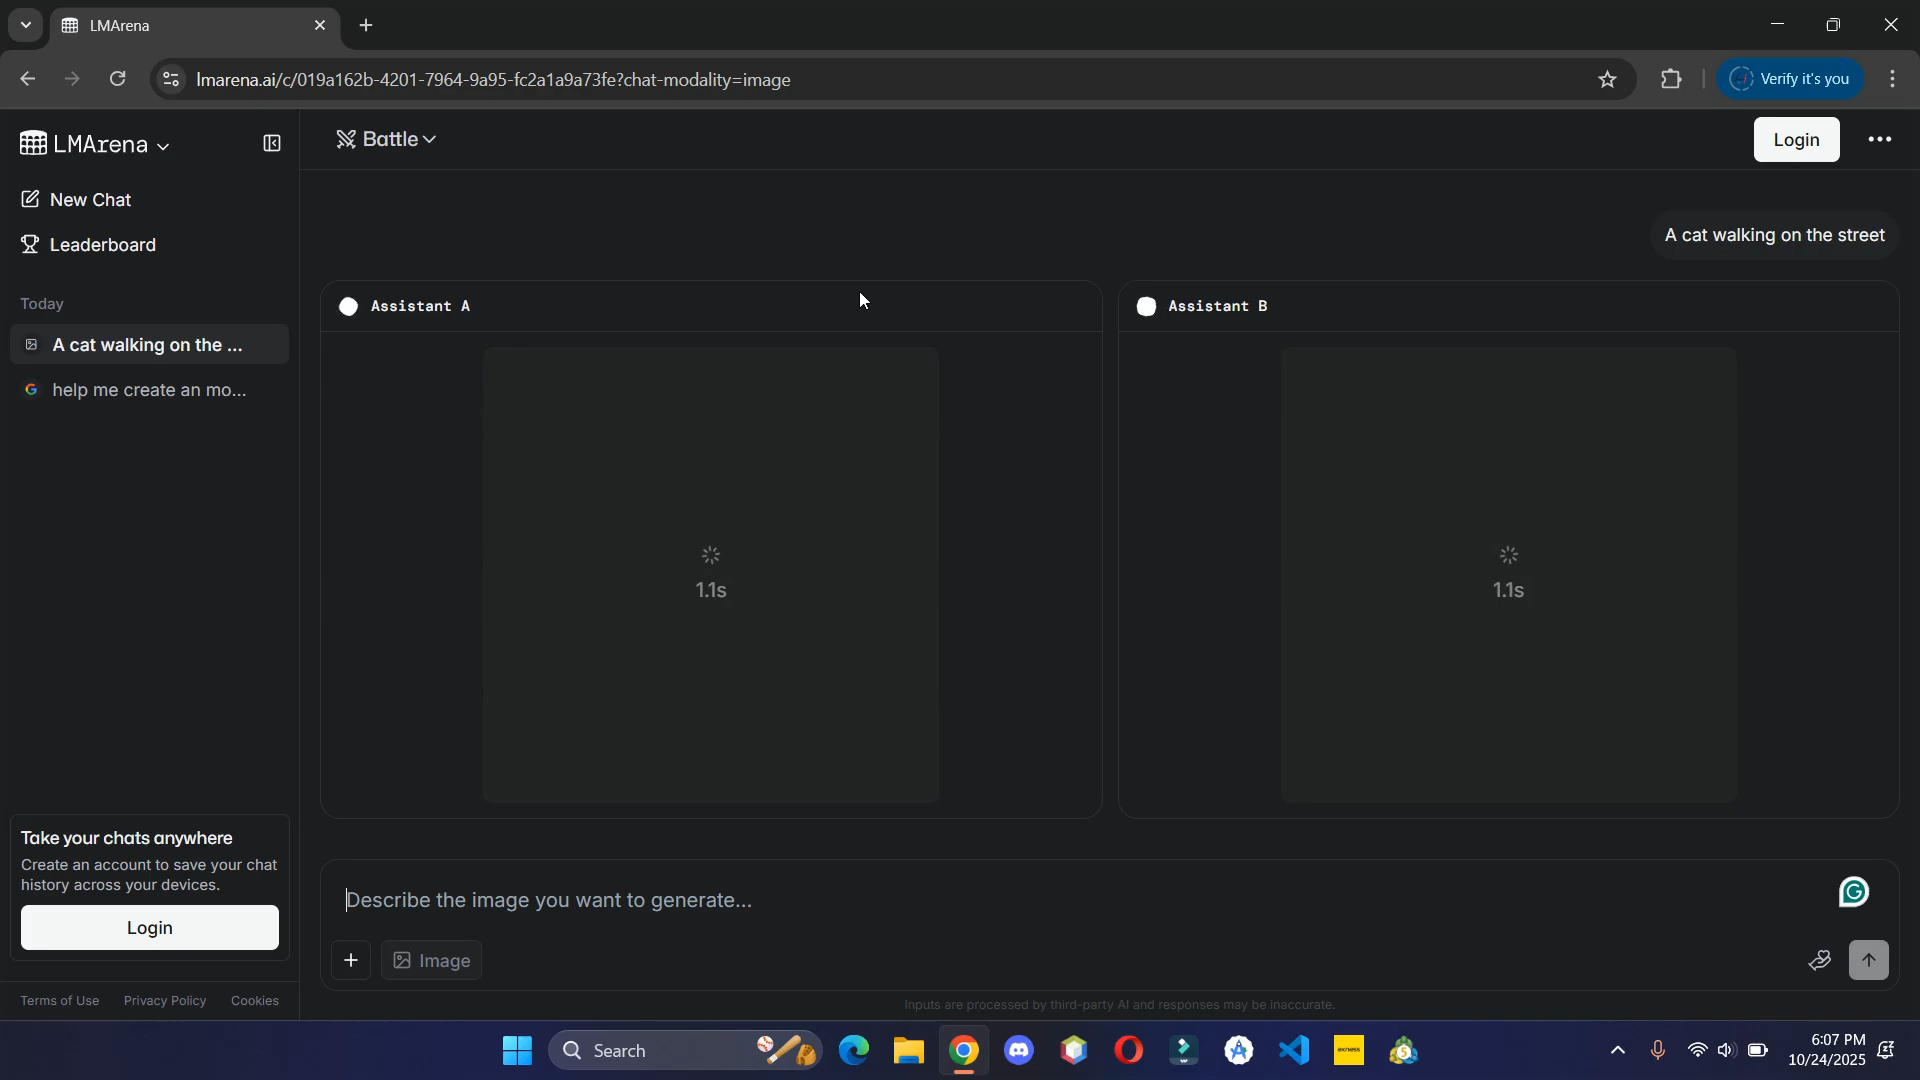 LMArena
lmarena.ai/c/019a162b-4201-7964-9a95-fc2a1a9a73fe?chat-modality=image
Verify it's you
LMArena
Battle
Login
New Chat
Leaderboard
A cat walking on the street
Today
A cat walking on the ...
help me create an mo...
Assistant A
Assistant B
1.1s
1.1s
Take your chats anywhere
Create an account to save your chat
history across your devices.
Login
Describe the image you want to generate...
Image
Terms of Use
Privacy Policy
Cookies
Inputs are processed by third-party AI and responses may be inaccurate.
Search
exness
6:07 PM
10/24/2025